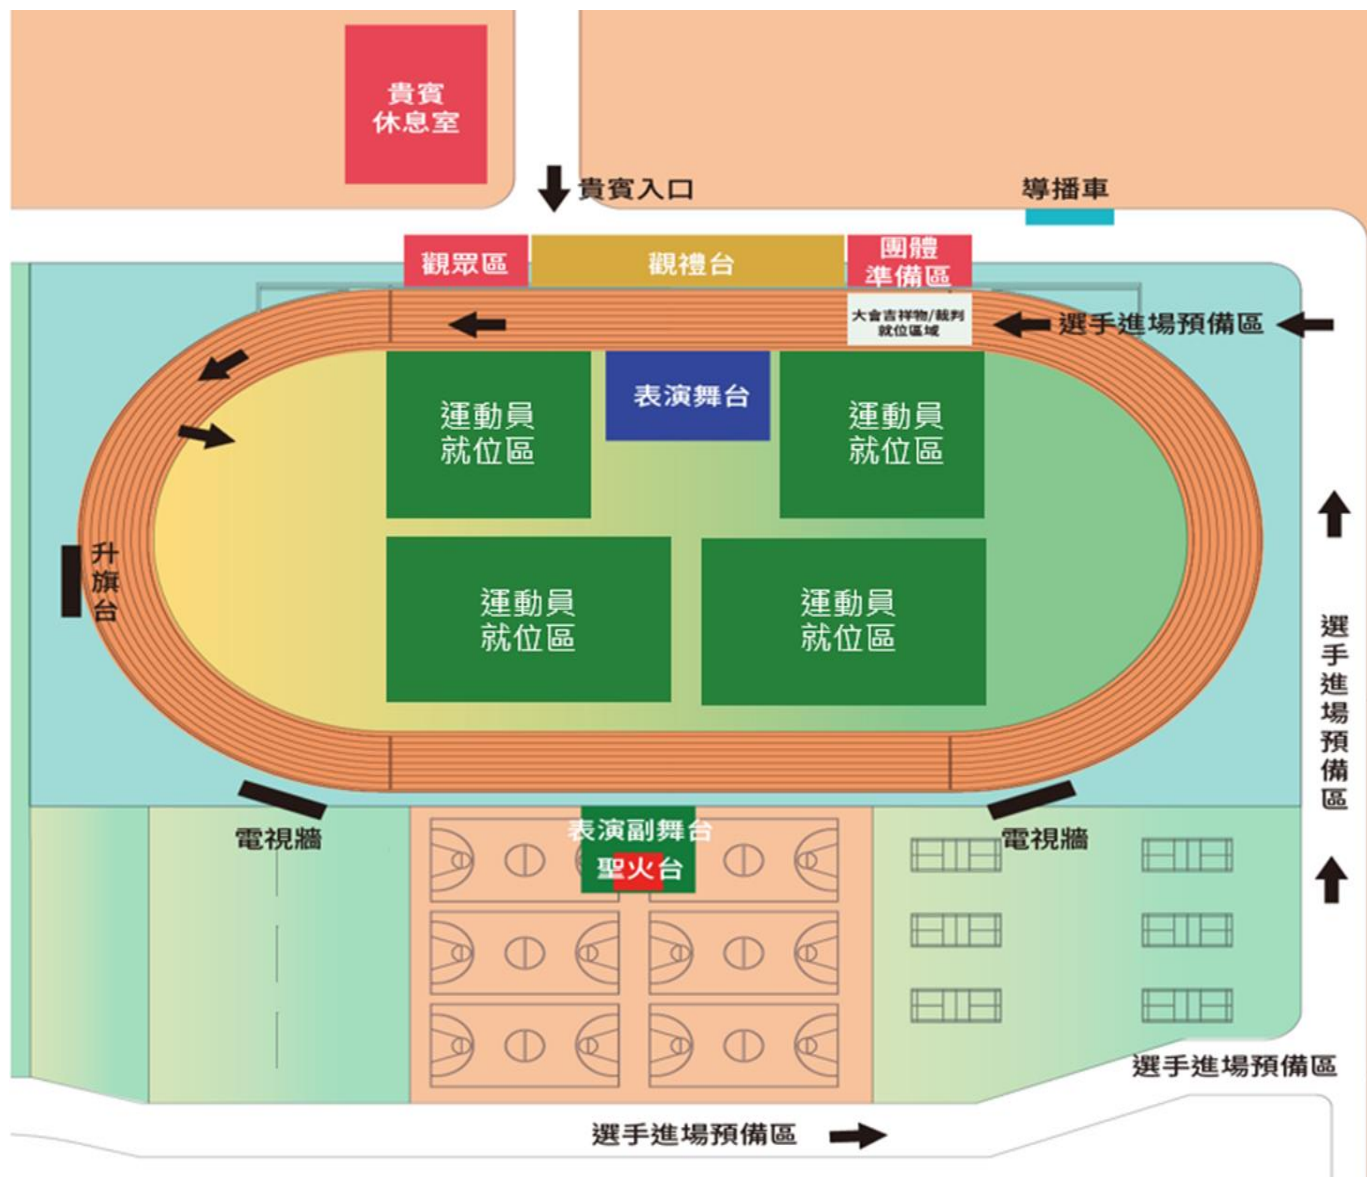 貴賓
休息室
貴賓入口
導播車
觀眾區
觀禮台
團體
準備區
大會吉祥物/裁判
就位區域
選手進場預備區
運動員
就位區
表演舞台
運動員
就位區
升旗台
運動員
就位區
運動員
就位區
選手進場預備區
電視牆
表演副舞台
聖火台
電視牆
選手進場預備區
選手進場預備區